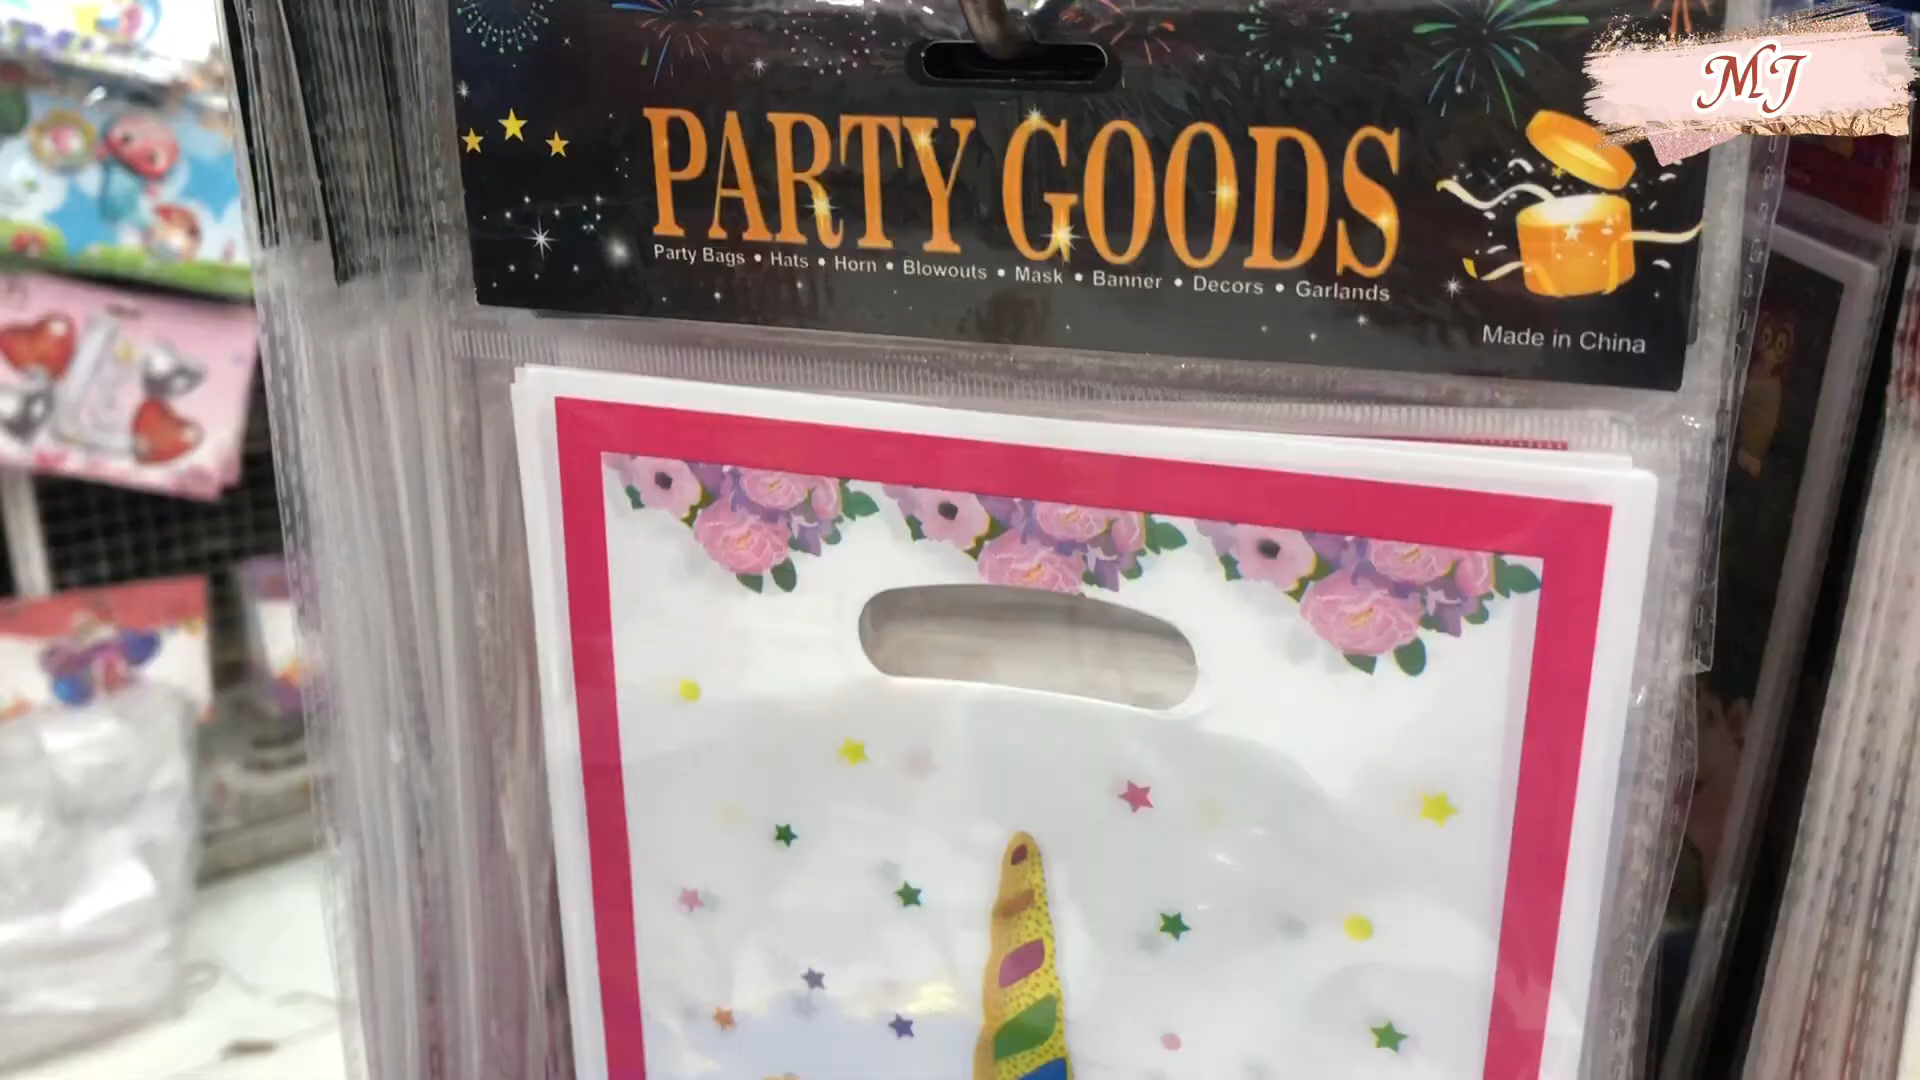 MJ
PARTY GOODS
Party Bags • Hats • Horn • Blowouts • Mask • Banner • Decors • Garlands
Made in China